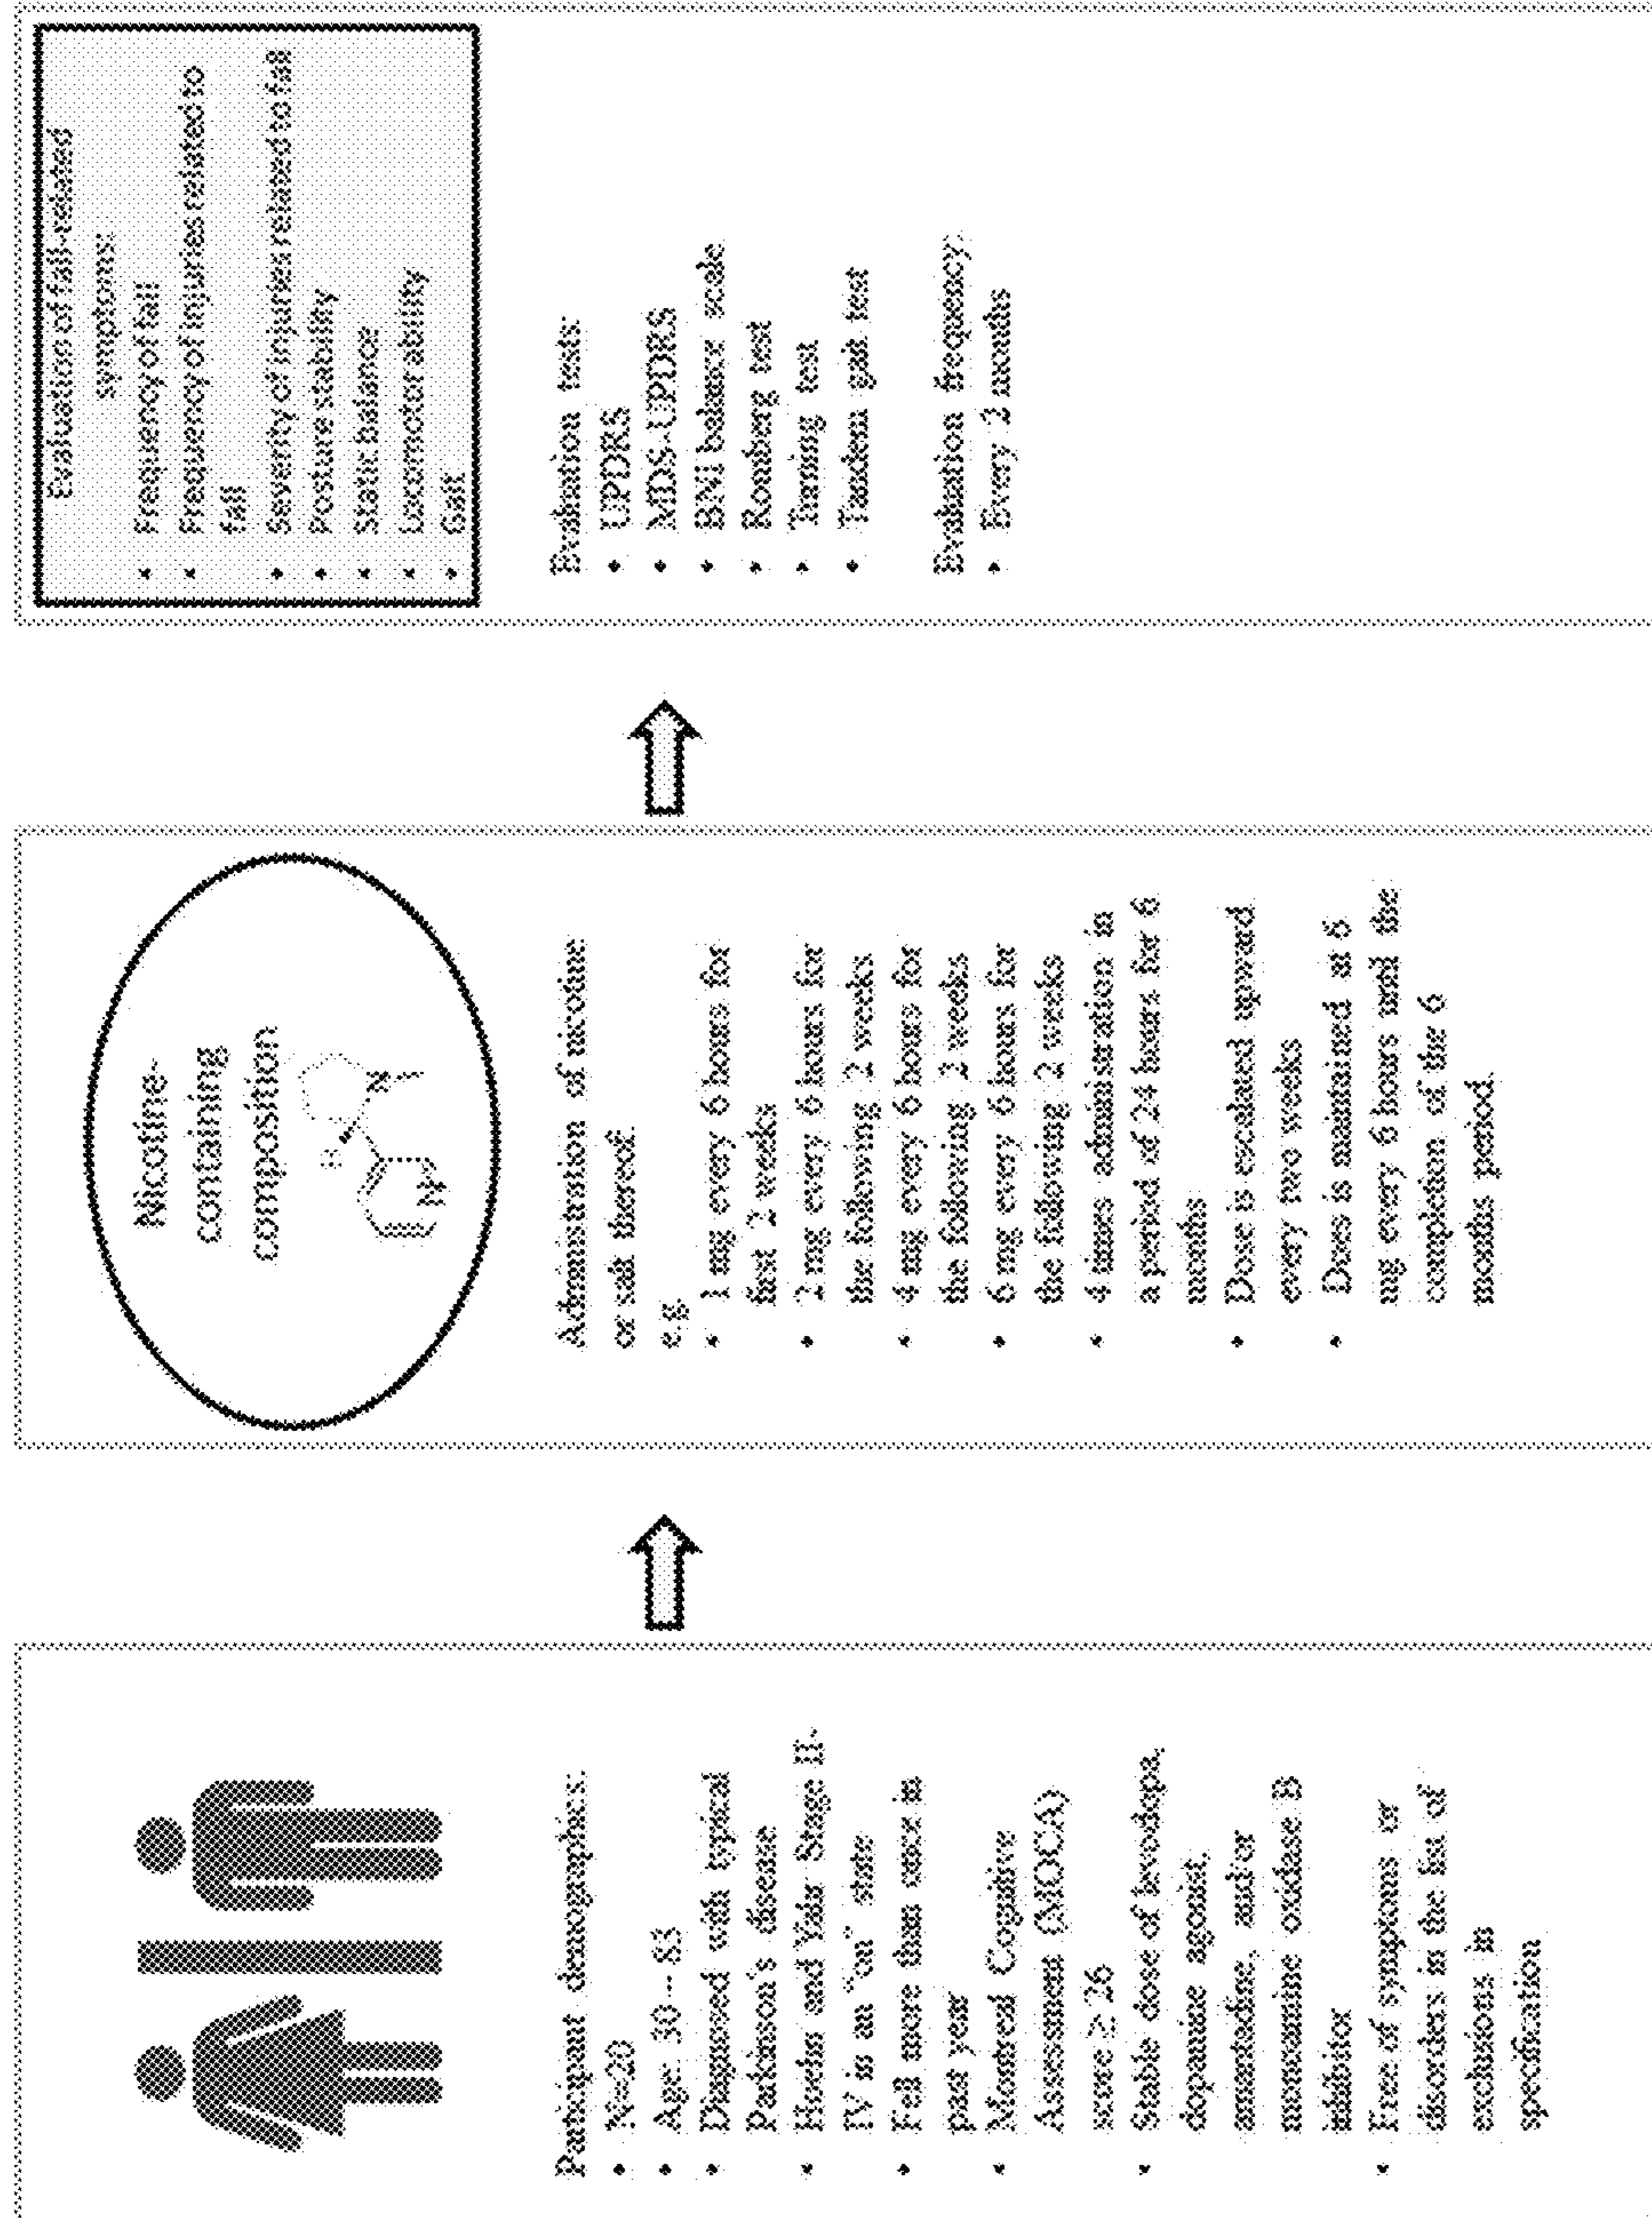 Participant demographics:
• N=20
• Age: 30 – 83
• Diagnosed with typical
Parkinson's disease
• Hoehn and Yahr Stage II-
IV in an "on" state
• Fell more than once in
past year
• Montreal Cognitive
Assessment (MOCA)
score ≥ 26
• Stable dose of levodopa,
dopamine agonist,
amantadine, and/or
monoamine oxidase B
inhibitor
• Free of symptoms or
disorders in the list of
exclusions in
specification
Nicotine-
containing
composition
H
N
N
Administration of nicotine
or salt thereof:
e.g.
• 1 mg every 6 hours for
first 2 weeks
• 2 mg every 6 hours for
the following 2 weeks
• 4 mg every 6 hours for
the following 2 weeks
• 6 mg every 6 hours for
the following 2 weeks
• 4 times administration in
a period of 24 hours for 6
months
• Dose is escalated upward
every two weeks
• Does is maintained at 6
mg every 6 hours until the
completion of the 6
months period.
Evaluation of fall-related
symptoms:
• Frequency of fall
• Frequency of injuries related to
fall
• Severity of injures related to fall
• Posture stability
• Static balance
• Locomotor ability
• Gait
Evaluation tests:
• UPDRS
• MDS-UPDRS
• BNI balance scale
• Romberg test
• Turning test
• Tandem gait test
Evaluation frequency:
• Every months